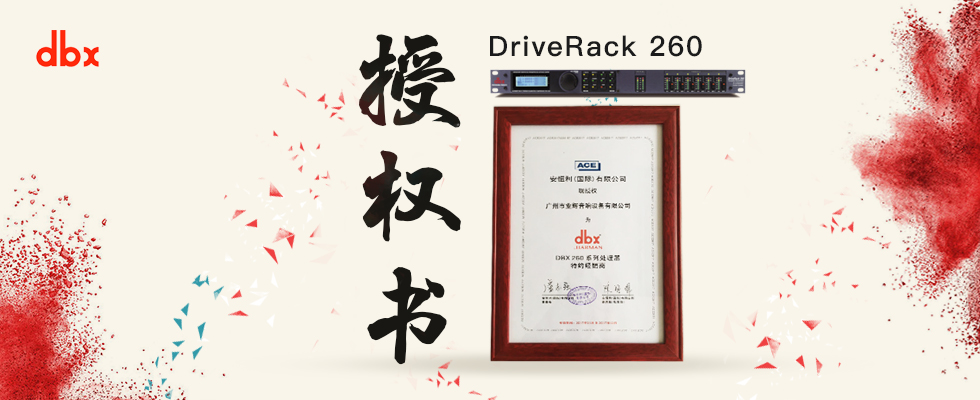 dbx
授权书
DriveRack 260
ACE
安恒利(国际)有限公司
现授权
广州市业辉音响设备有限公司
为
dbx
HARMAN
DBX 260 系列处理器
特约经销商